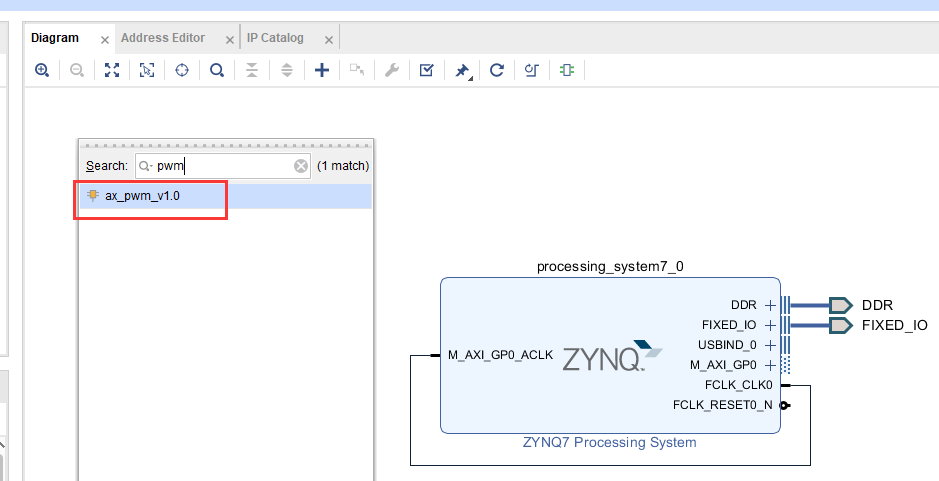 Diagram
Address Editor
IP Catalog
Search: pwm (1 match)
ax_pwm_v1.0
processing_system7_0
DDR
FIXED_IO
USBIND_0
M_AXI_GP0
FCLK_CLK0
FCLK_RESET0_N
M_AXI_GP0_ACLK
ZYNQ
ZYNQ7 Processing System
DDR
FIXED_IO